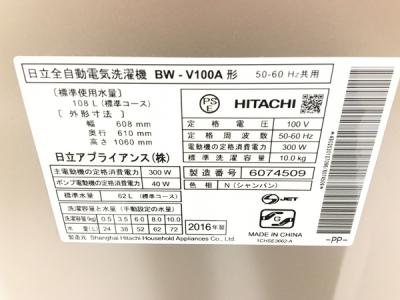 日立全自動電気洗濯機 BW-V100A 形 50-60 Hz共用
[標準使用水量]
108 L (標準コース)
[外形寸法]
幅 608 mm
奥行 610 mm
高さ 1060 mm
日立アプライアンス(株)
PSE
HITACHI
定格電圧 100 V
定格周波数 50-60 Hz
電動機の定格消費電力 300 W
標準洗濯容量 10.0 kg
主電動機の定格消費電力 300 W
ポンプ電動機の定格消費電力 40 W
製造番号 6074509
色相 N (シャンパン)
標準水量 62 L (標準コース)
洗濯容量と水量 (手動設定の水量)
洗濯容量 kg 0.5 3.5 6.0 8.0 10.0
水量 L 24 38 52 62 72
2016年製
JET
G
製造元 Shanghai Hitachi Household Appliances Co., Ltd.
1CHSE3662-A
-PP-